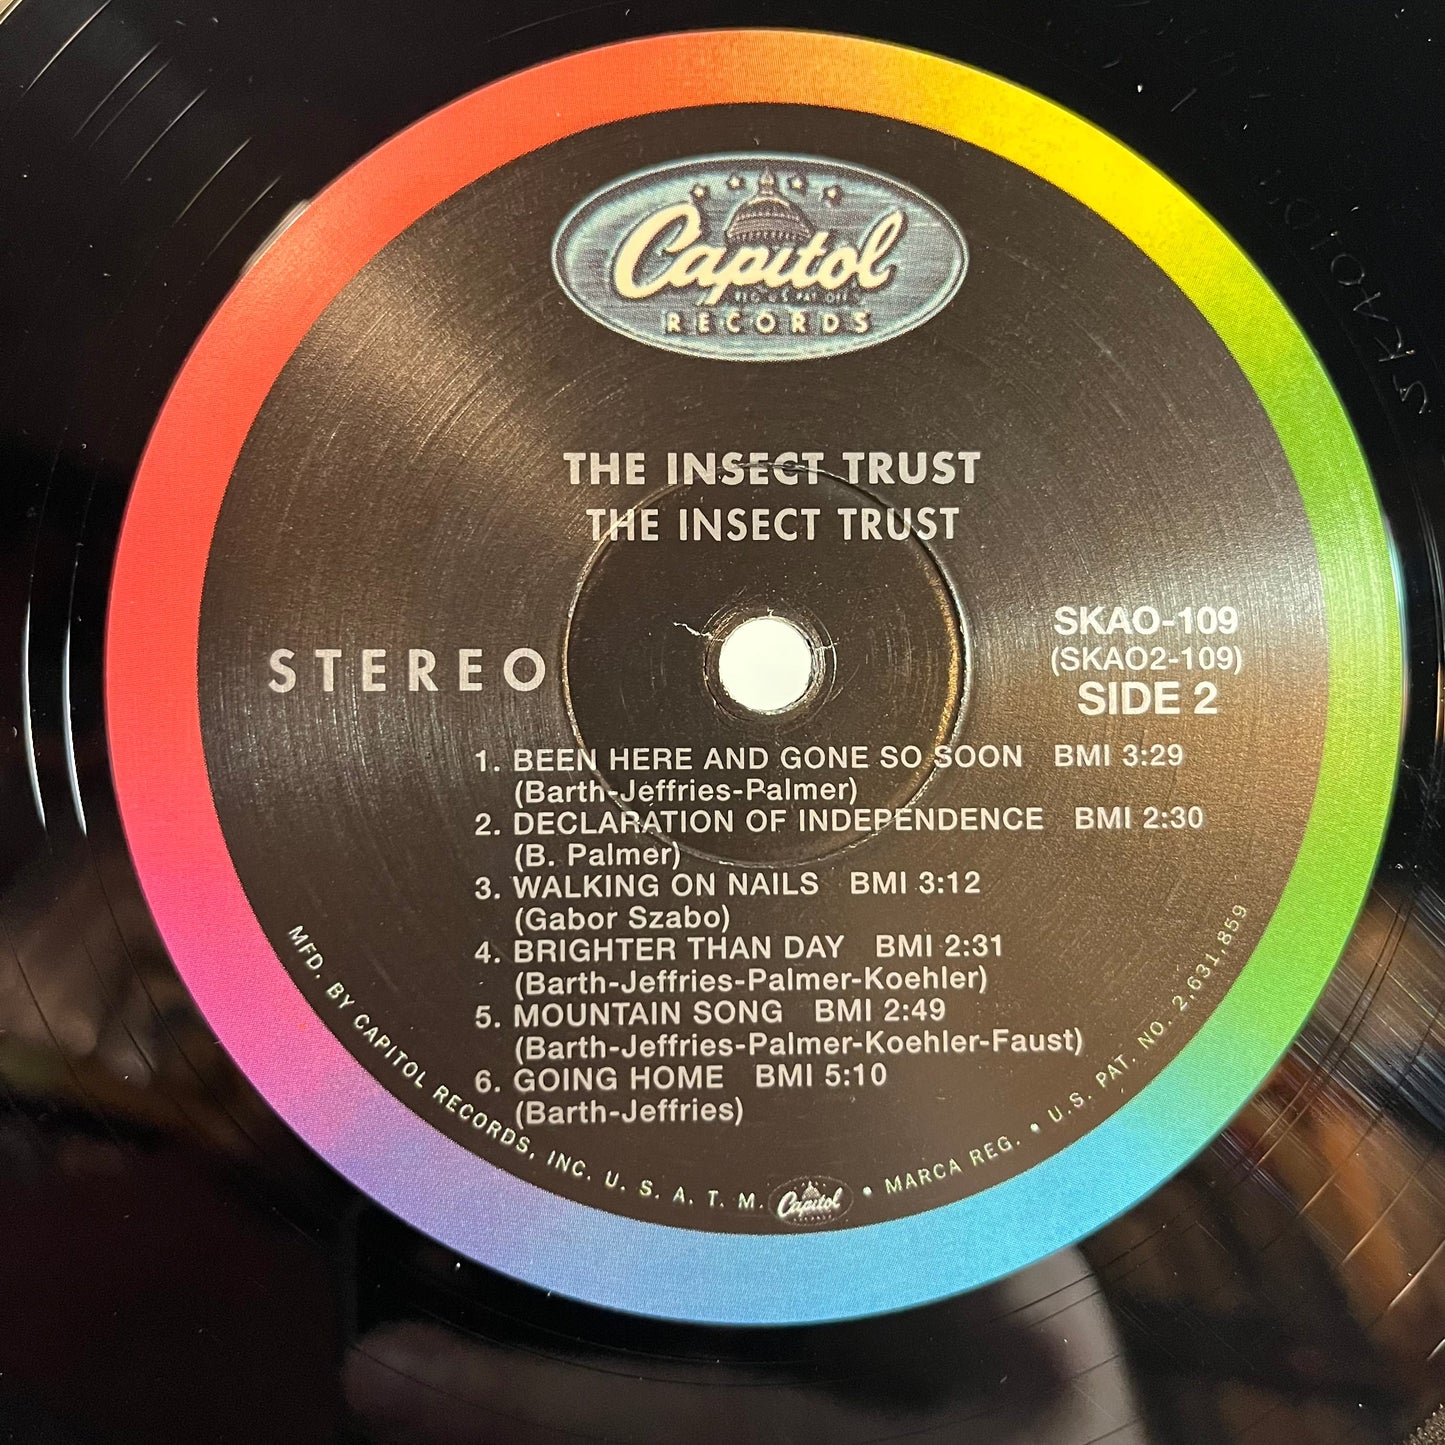 Capitol
REG. U.S. PAT. OFF.
RECORDS
THE INSECT TRUST
THE INSECT TRUST
STEREO
SKAO-109
(SKAO2-109)
SIDE 2
1. BEEN HERE AND GONE SO SOON BMI 3:29
(Barth-Jeffries-Palmer)
2. DECLARATION OF INDEPENDENCE BMI 2:30
(B. Palmer)
3. WALKING ON NAILS BMI 3:12
(Gabor Szabo)
4. BRIGHTER THAN DAY BMI 2:31
(Barth-Jeffries-Palmer-Koehler)
5. MOUNTAIN SONG BMI 2:49
(Barth-Jeffries-Palmer-Koehler-Faust)
6. GOING HOME BMI 5:10
(Barth-Jeffries)
MFD. BY CAPITOL RECORDS, INC. U. S. A. T. M. Capitol RECORDS • MARCA REG. • U.S. PAT. NO. 2,631,859